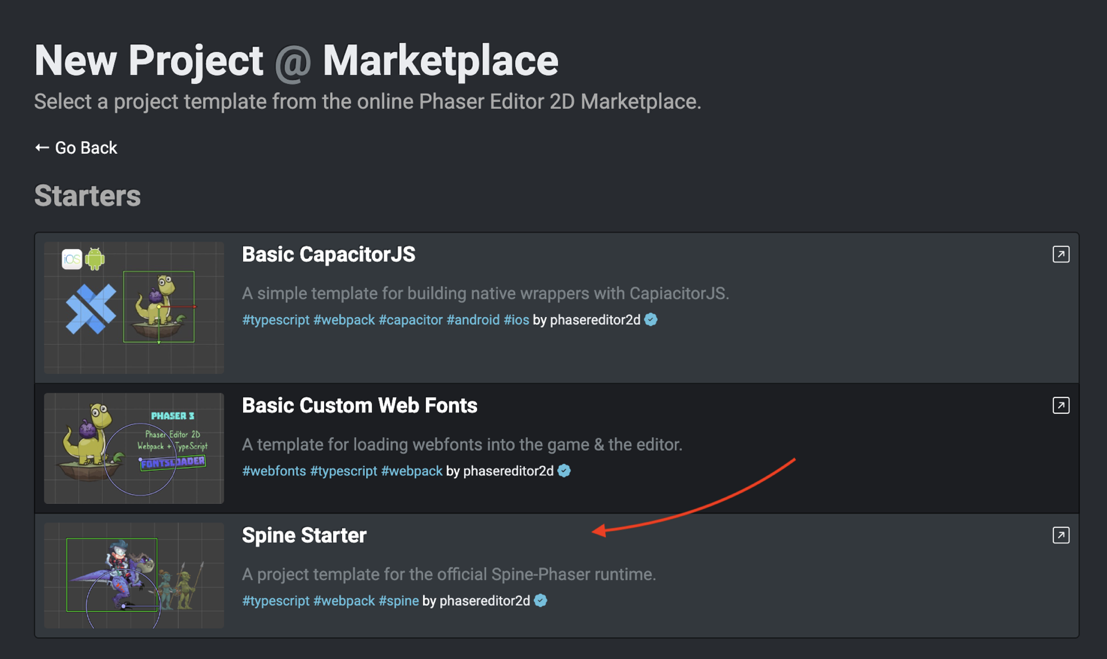 New Project @ Marketplace
Select a project template from the online Phaser Editor 2D Marketplace.
← Go Back
Starters
iOS
Basic CapacitorJS
A simple template for building native wrappers with CapiacitorJS.
#typescript #webpack #capacitor #android #ios by phasereditor2d
PHASER 3
Phaser Editor 2D
Webpack + TypeScript
FONTSLOADER
Basic Custom Web Fonts
A template for loading webfonts into the game & the editor.
#webfonts #typescript #webpack by phasereditor2d
Spine Starter
A project template for the official Spine-Phaser runtime.
#typescript #webpack #spine by phasereditor2d